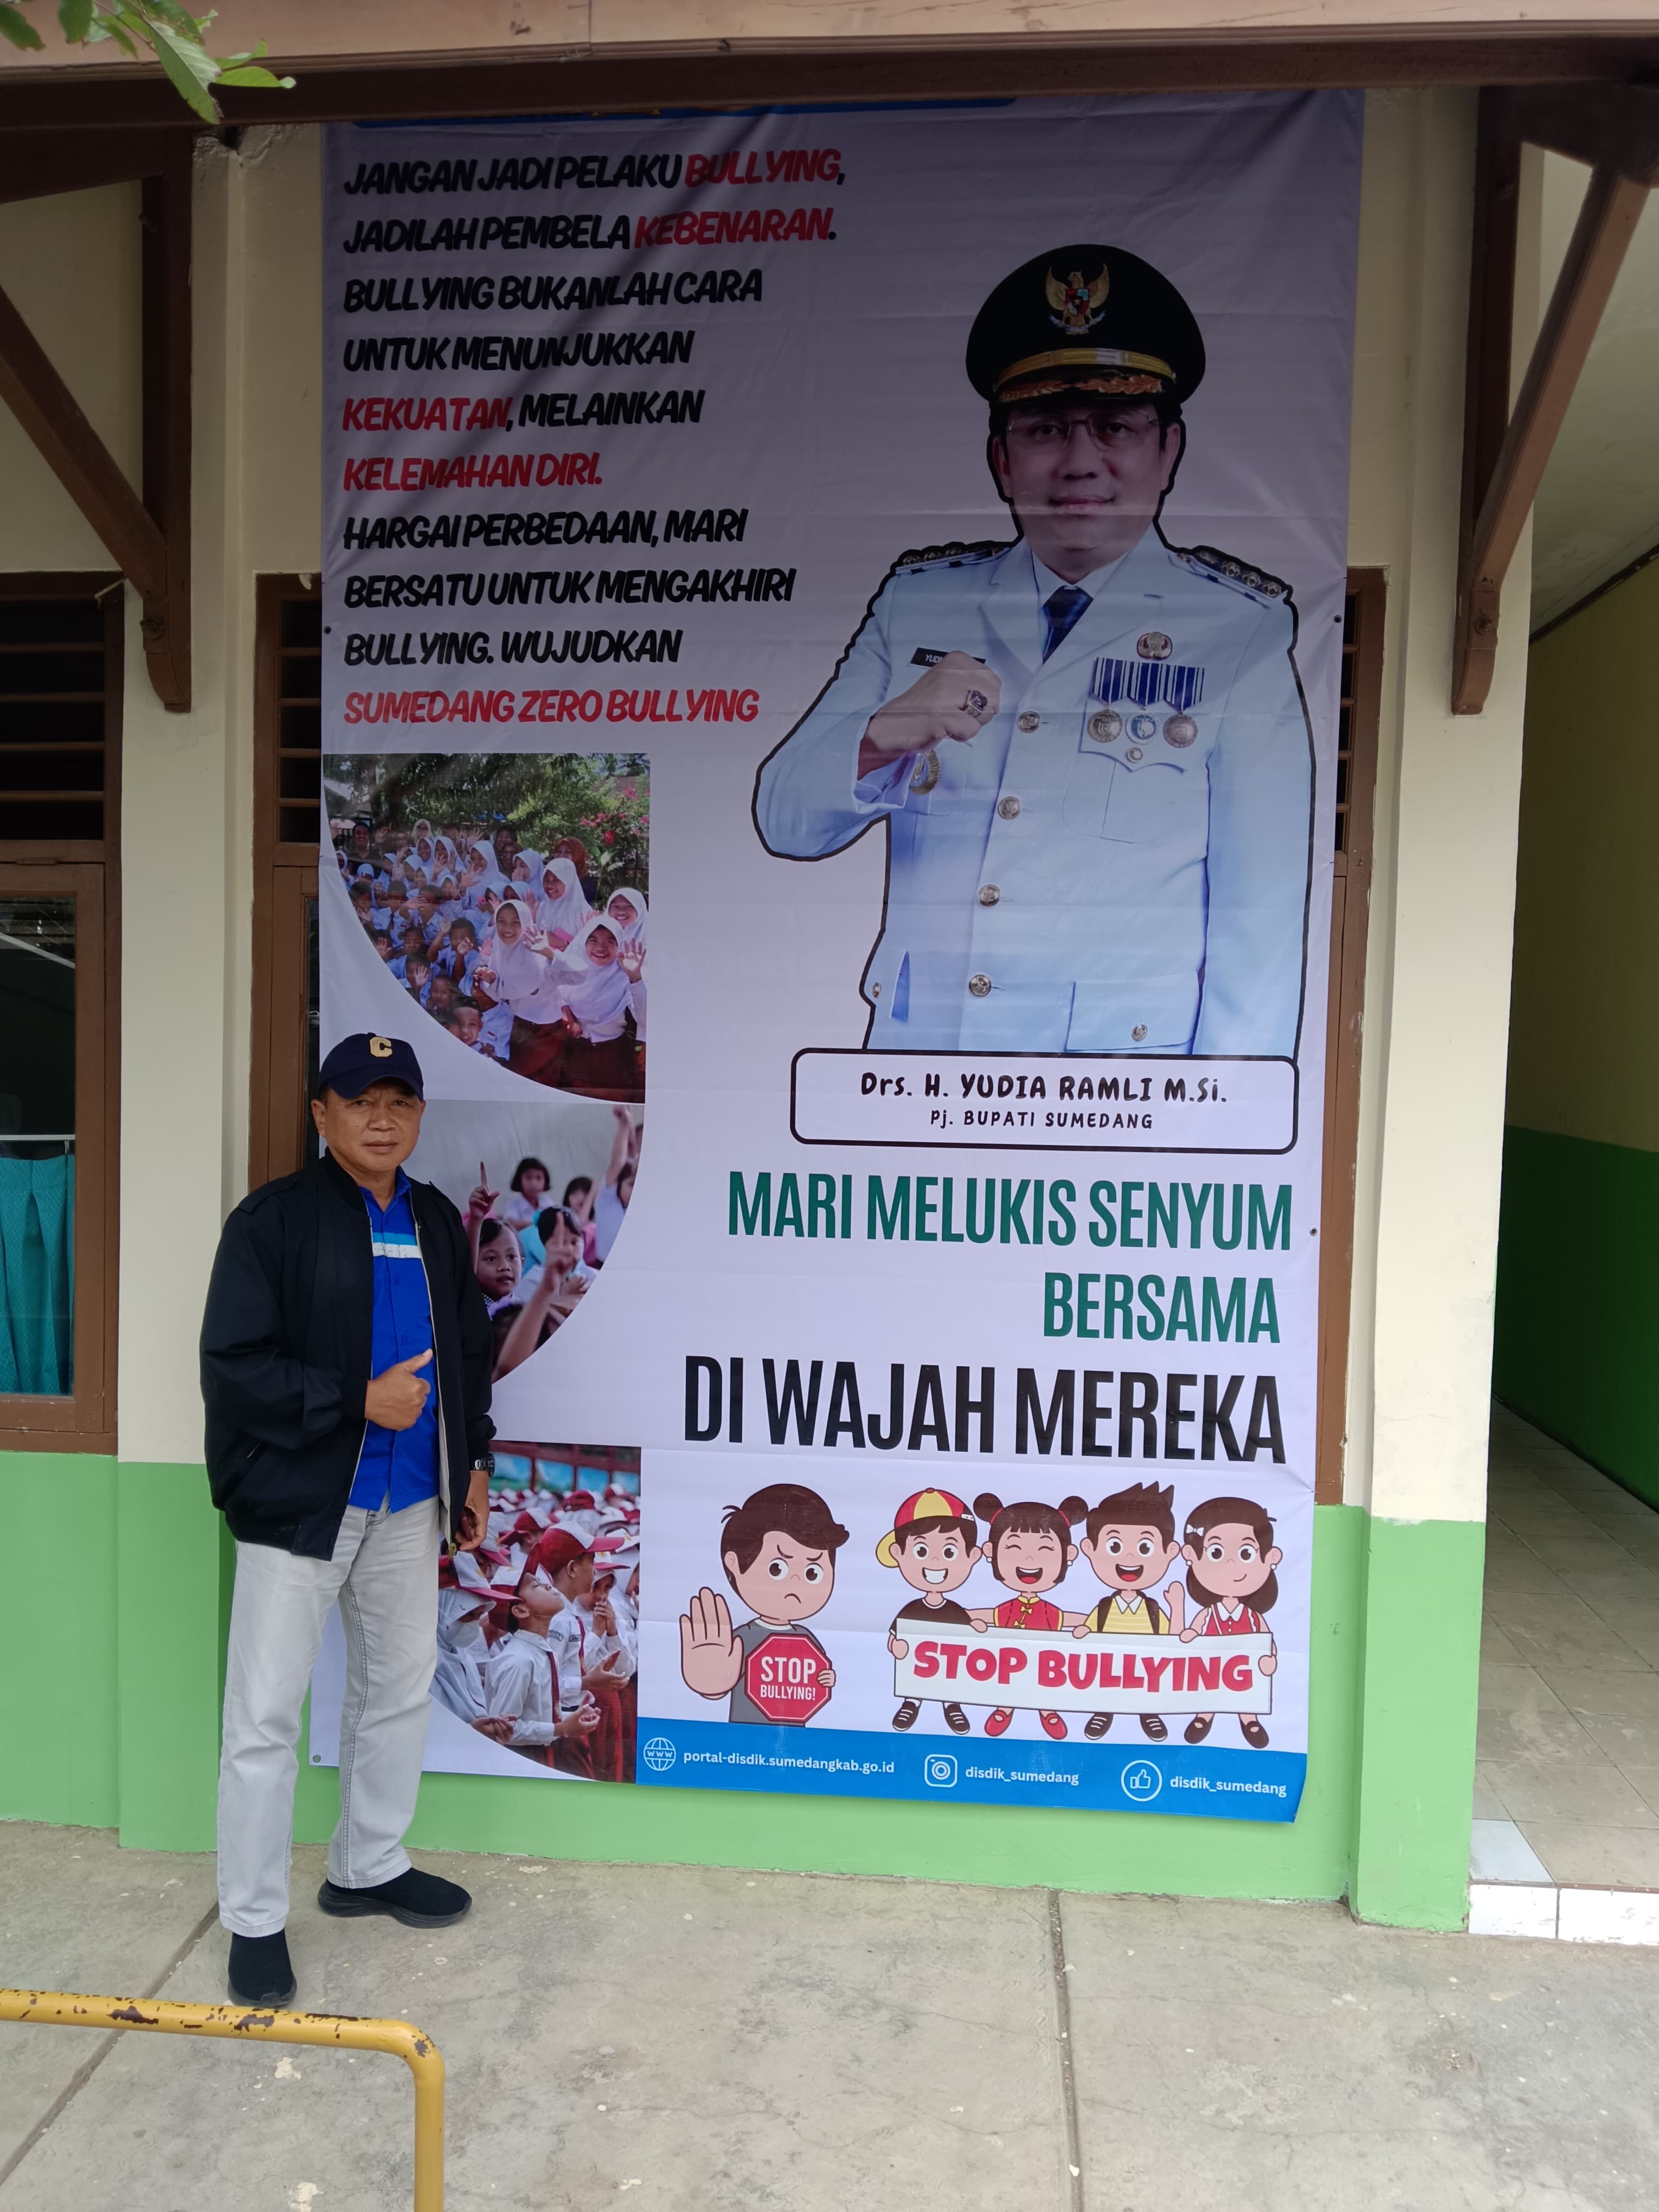 JANGAN JADI PELAKU BULLYING,
JADILAH PEMBELA KEBENARAN.
BULLYING BUKANLAH CARA
UNTUK MENUNJUKKAN
KEKUATAN, MELAINKAN
KELEMAHAN DIRI.
HARGAI PERBEDAAN, MARI
BERSATU UNTUK MENGAKHIRI
BULLYING. WUJUDKAN
SUMEDANG ZERO BULLYING
C
Drs. H. YUDIA RAMLI M.Si.
Pj. BUPATI SUMEDANG
MARI MELUKIS SENYUM
BERSAMA
DI WAJAH MEREKA
STOP
BULLYING!
STOP BULLYING
www portal-disdik.sumedangkab.go.id disdik_sumedang disdik_sumedang